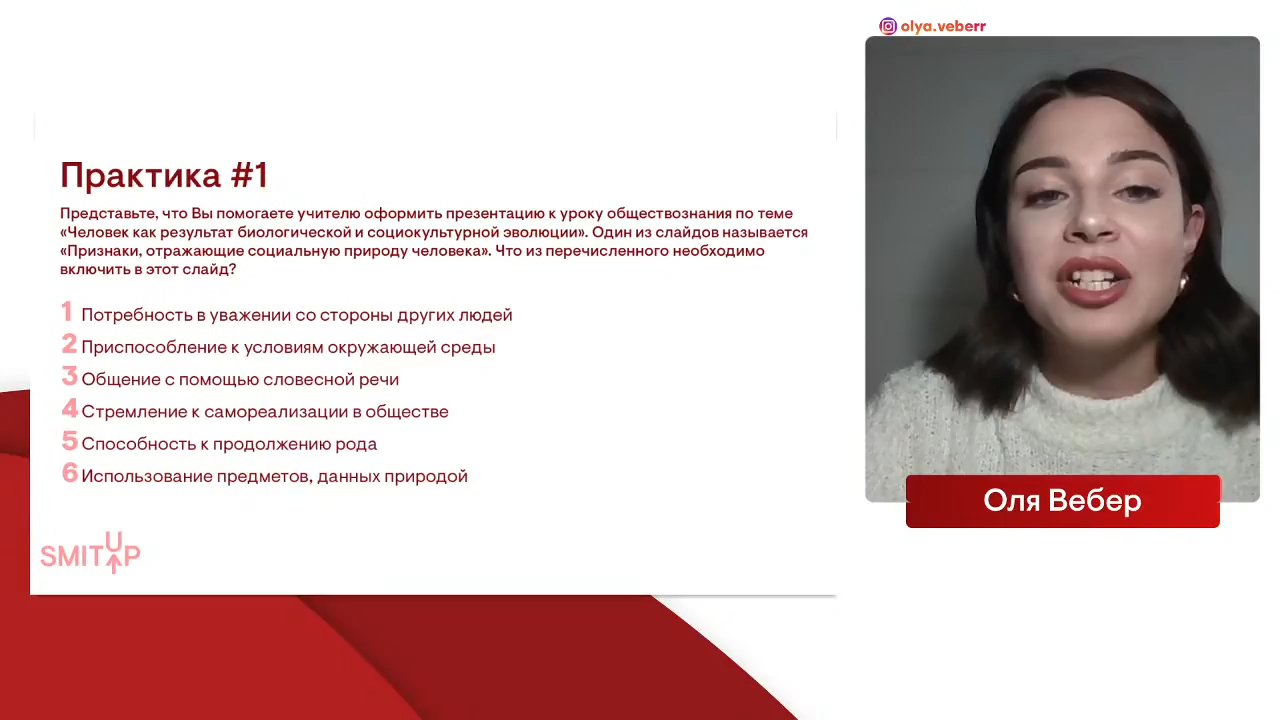 olya.veberr
Практика #1
Представьте, что Вы помогаете учителю оформить презентацию к уроку обществознания по теме
«Человек как результат биологической и социокультурной эволюции». Один из слайдов называется
«Признаки, отражающие социальную природу человека». Что из перечисленного необходимо
включить в этот слайд?
1 Потребность в уважении со стороны других людей
2 Приспособление к условиям окружающей среды
3 Общение с помощью словесной речи
4 Стремление к самореализации в обществе
5 Способность к продолжению рода
6 Использование предметов, данных природой
Оля Вебер
SMITUP